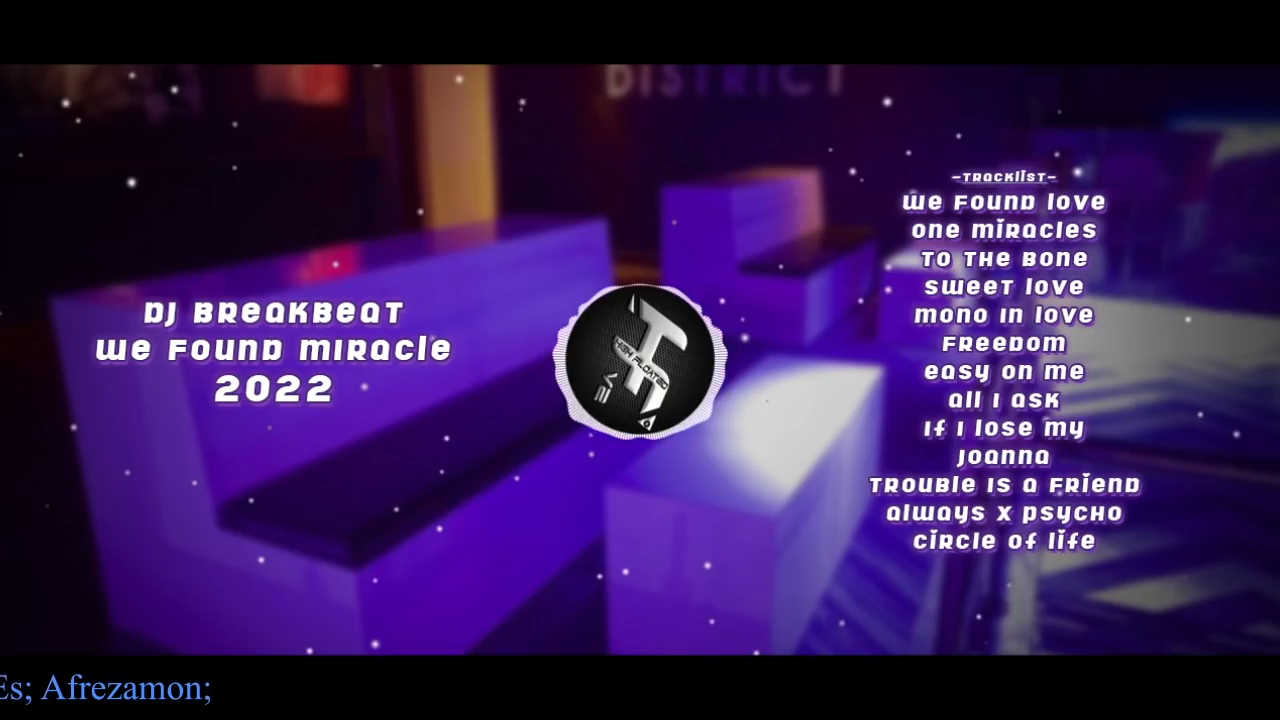 DISTRICT
DJ BREAKBEAT
WE FOUND MIRACLE
2022
HIGH FLOATED
-TRACKLIST-
WE FOUND LOVE
ONE MIRACLES
TO THE BONE
SWEET LOVE
MONO IN LOVE
FREEDOM
EASY ON ME
ALL I ASK
IF I LOSE MY
JOANNA
TROUBLE IS A FRIEND
ALWAYS X PSYCHO
CIRCLE OF LIFE
Es; Afrezamon;